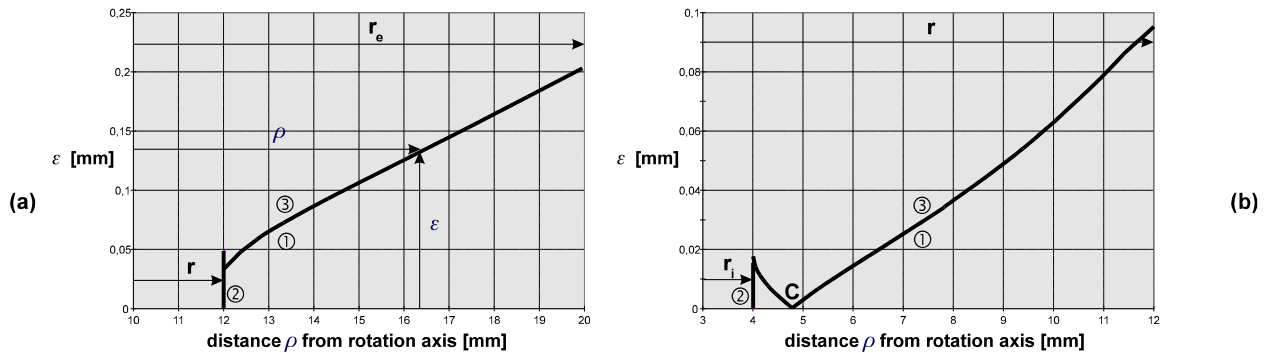 (a)
ε [mm]
0,25
0,2
0,15
0,1
0,05
0
10 11 12 13 14 15 16 17 18 19 20
distance ρ from rotation axis [mm]
rₑ
ρ
ε
r
③
①
②
(b)
ε [mm]
0,1
0,08
0,06
0,04
0,02
0
3 4 5 6 7 8 9 10 11 12
distance ρ from rotation axis [mm]
r
rᵢ
③
①
②
C